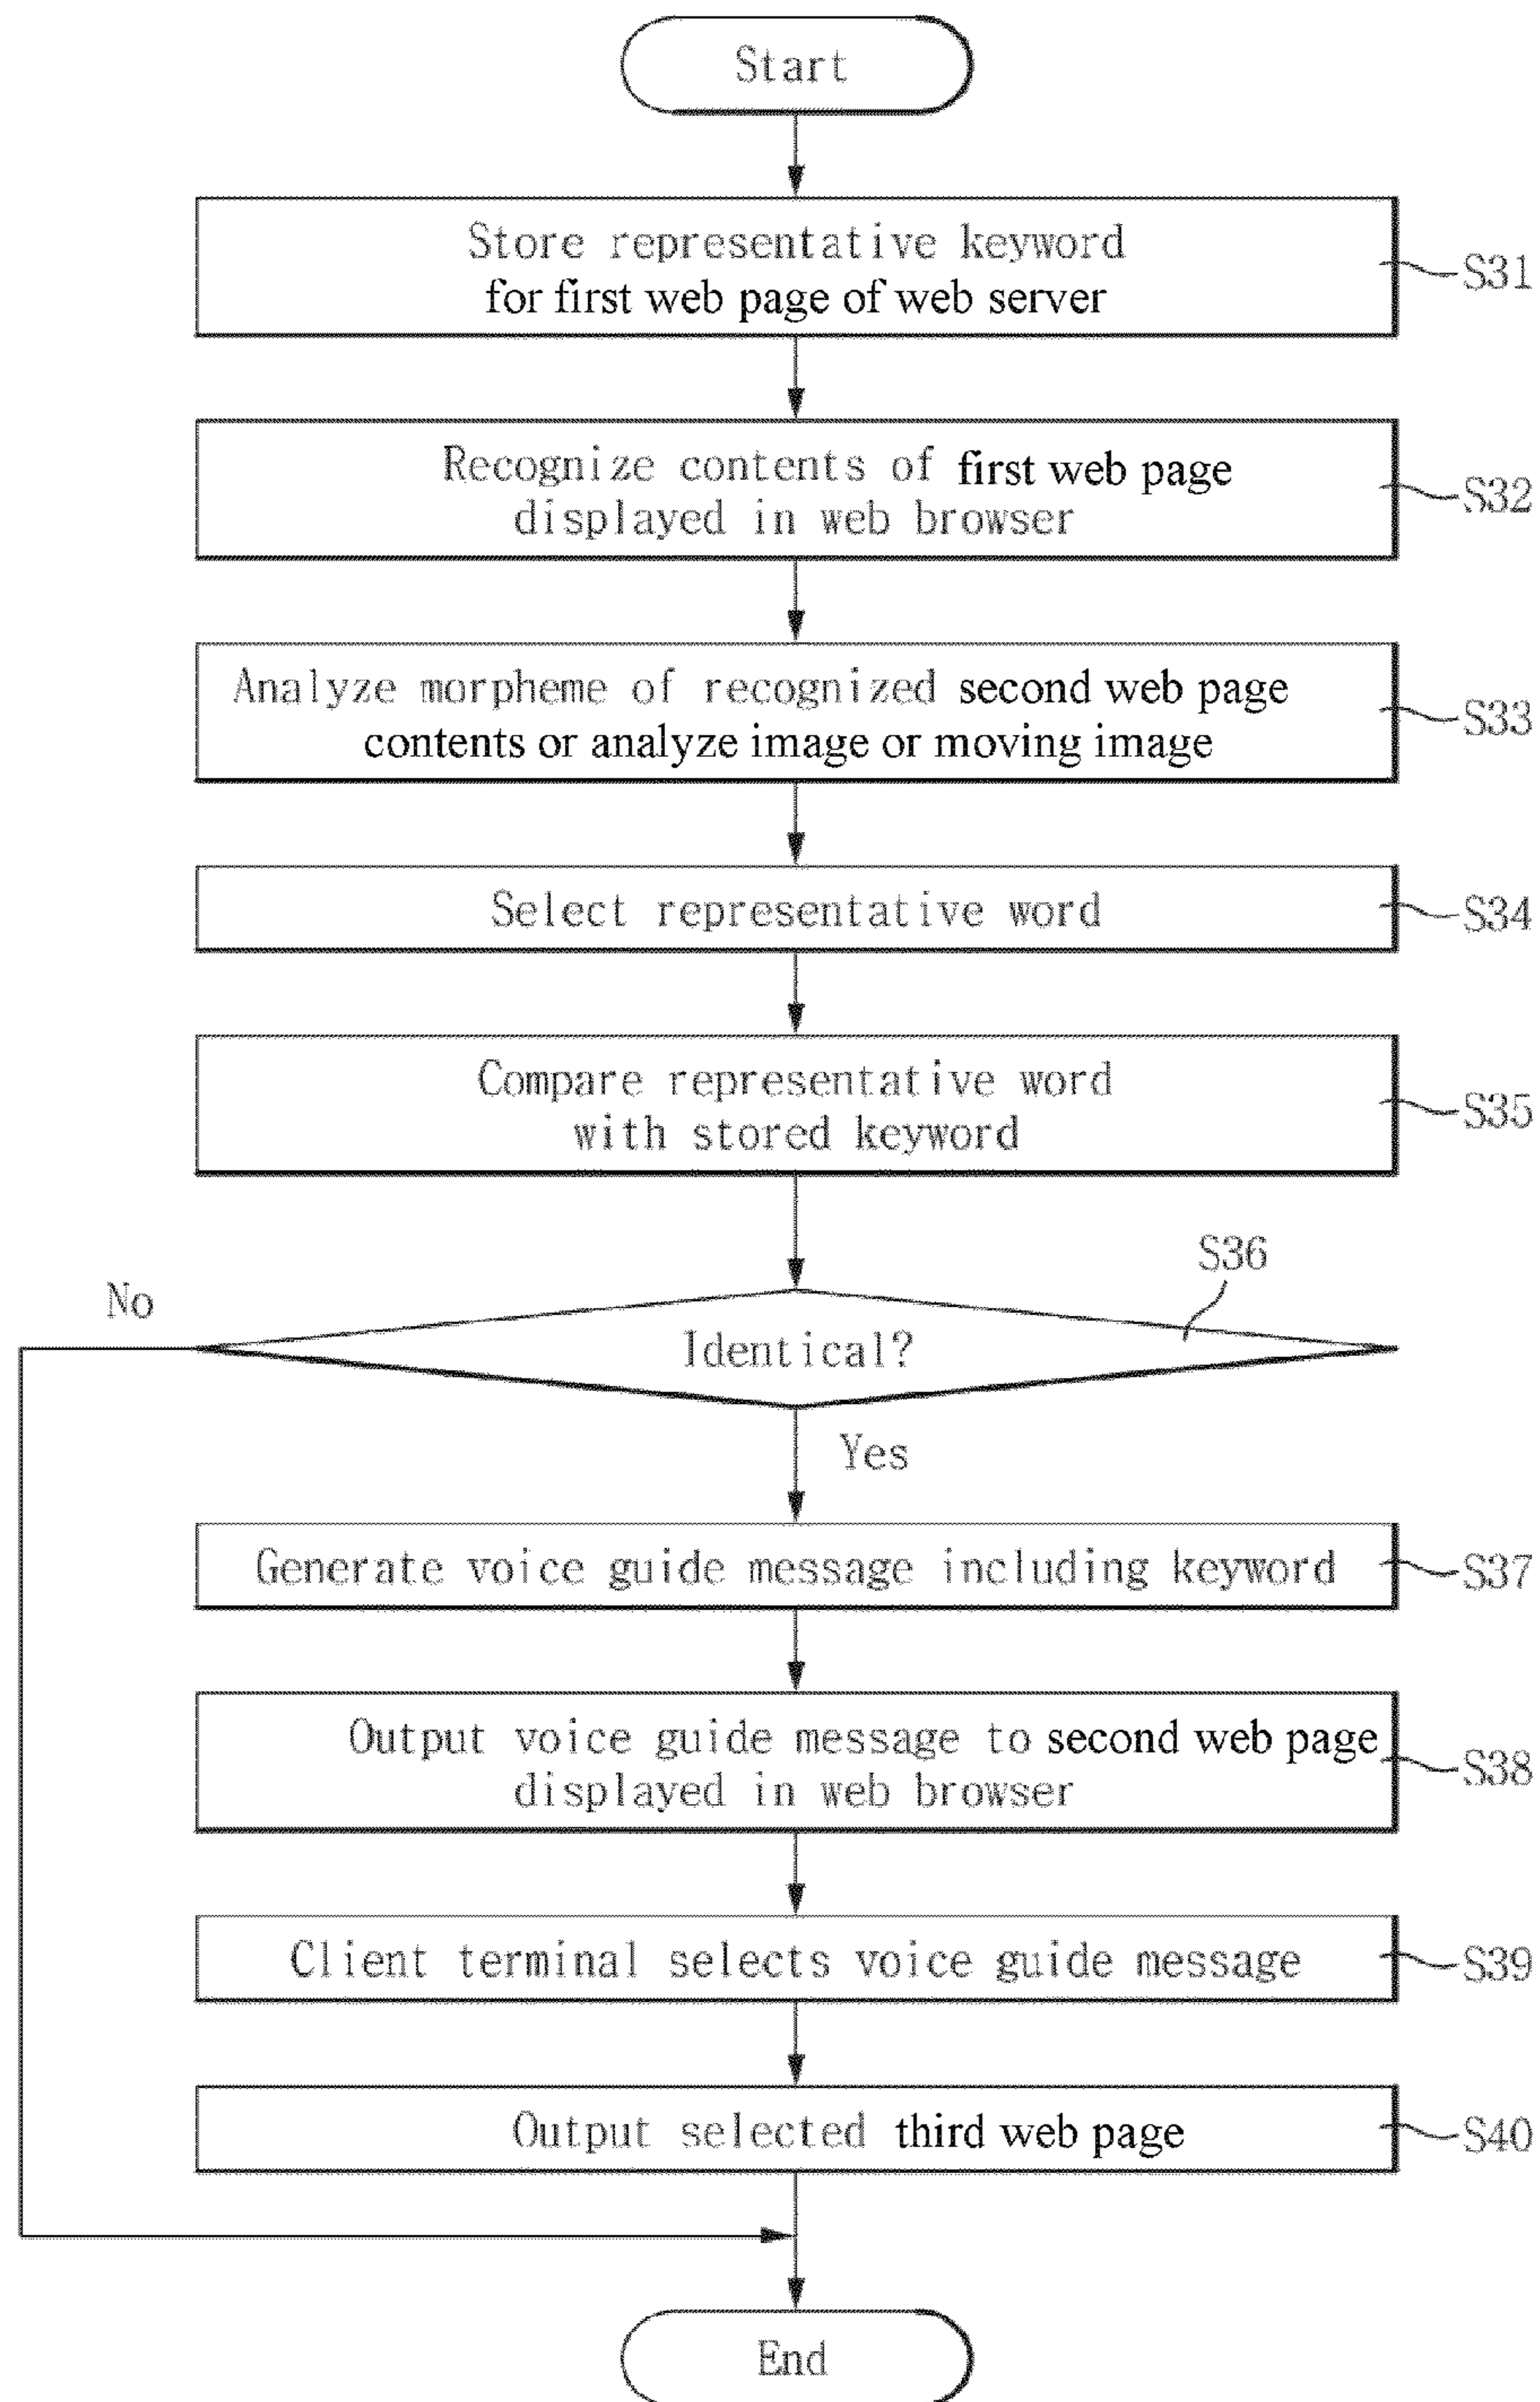 Start
Store representative keyword
for first web page of web server
S31
Recognize contents of first web page
displayed in web browser
S32
Analyze morpheme of recognized second web page
contents or analyze image or moving image
S33
Select representative word
S34
Compare representative word
with stored keyword
S35
S36
No
Identical?
Yes
Generate voice guide message including keyword
S37
Output voice guide message to second web page
displayed in web browser
S38
Client terminal selects voice guide message
S39
Output selected third web page
S40
End